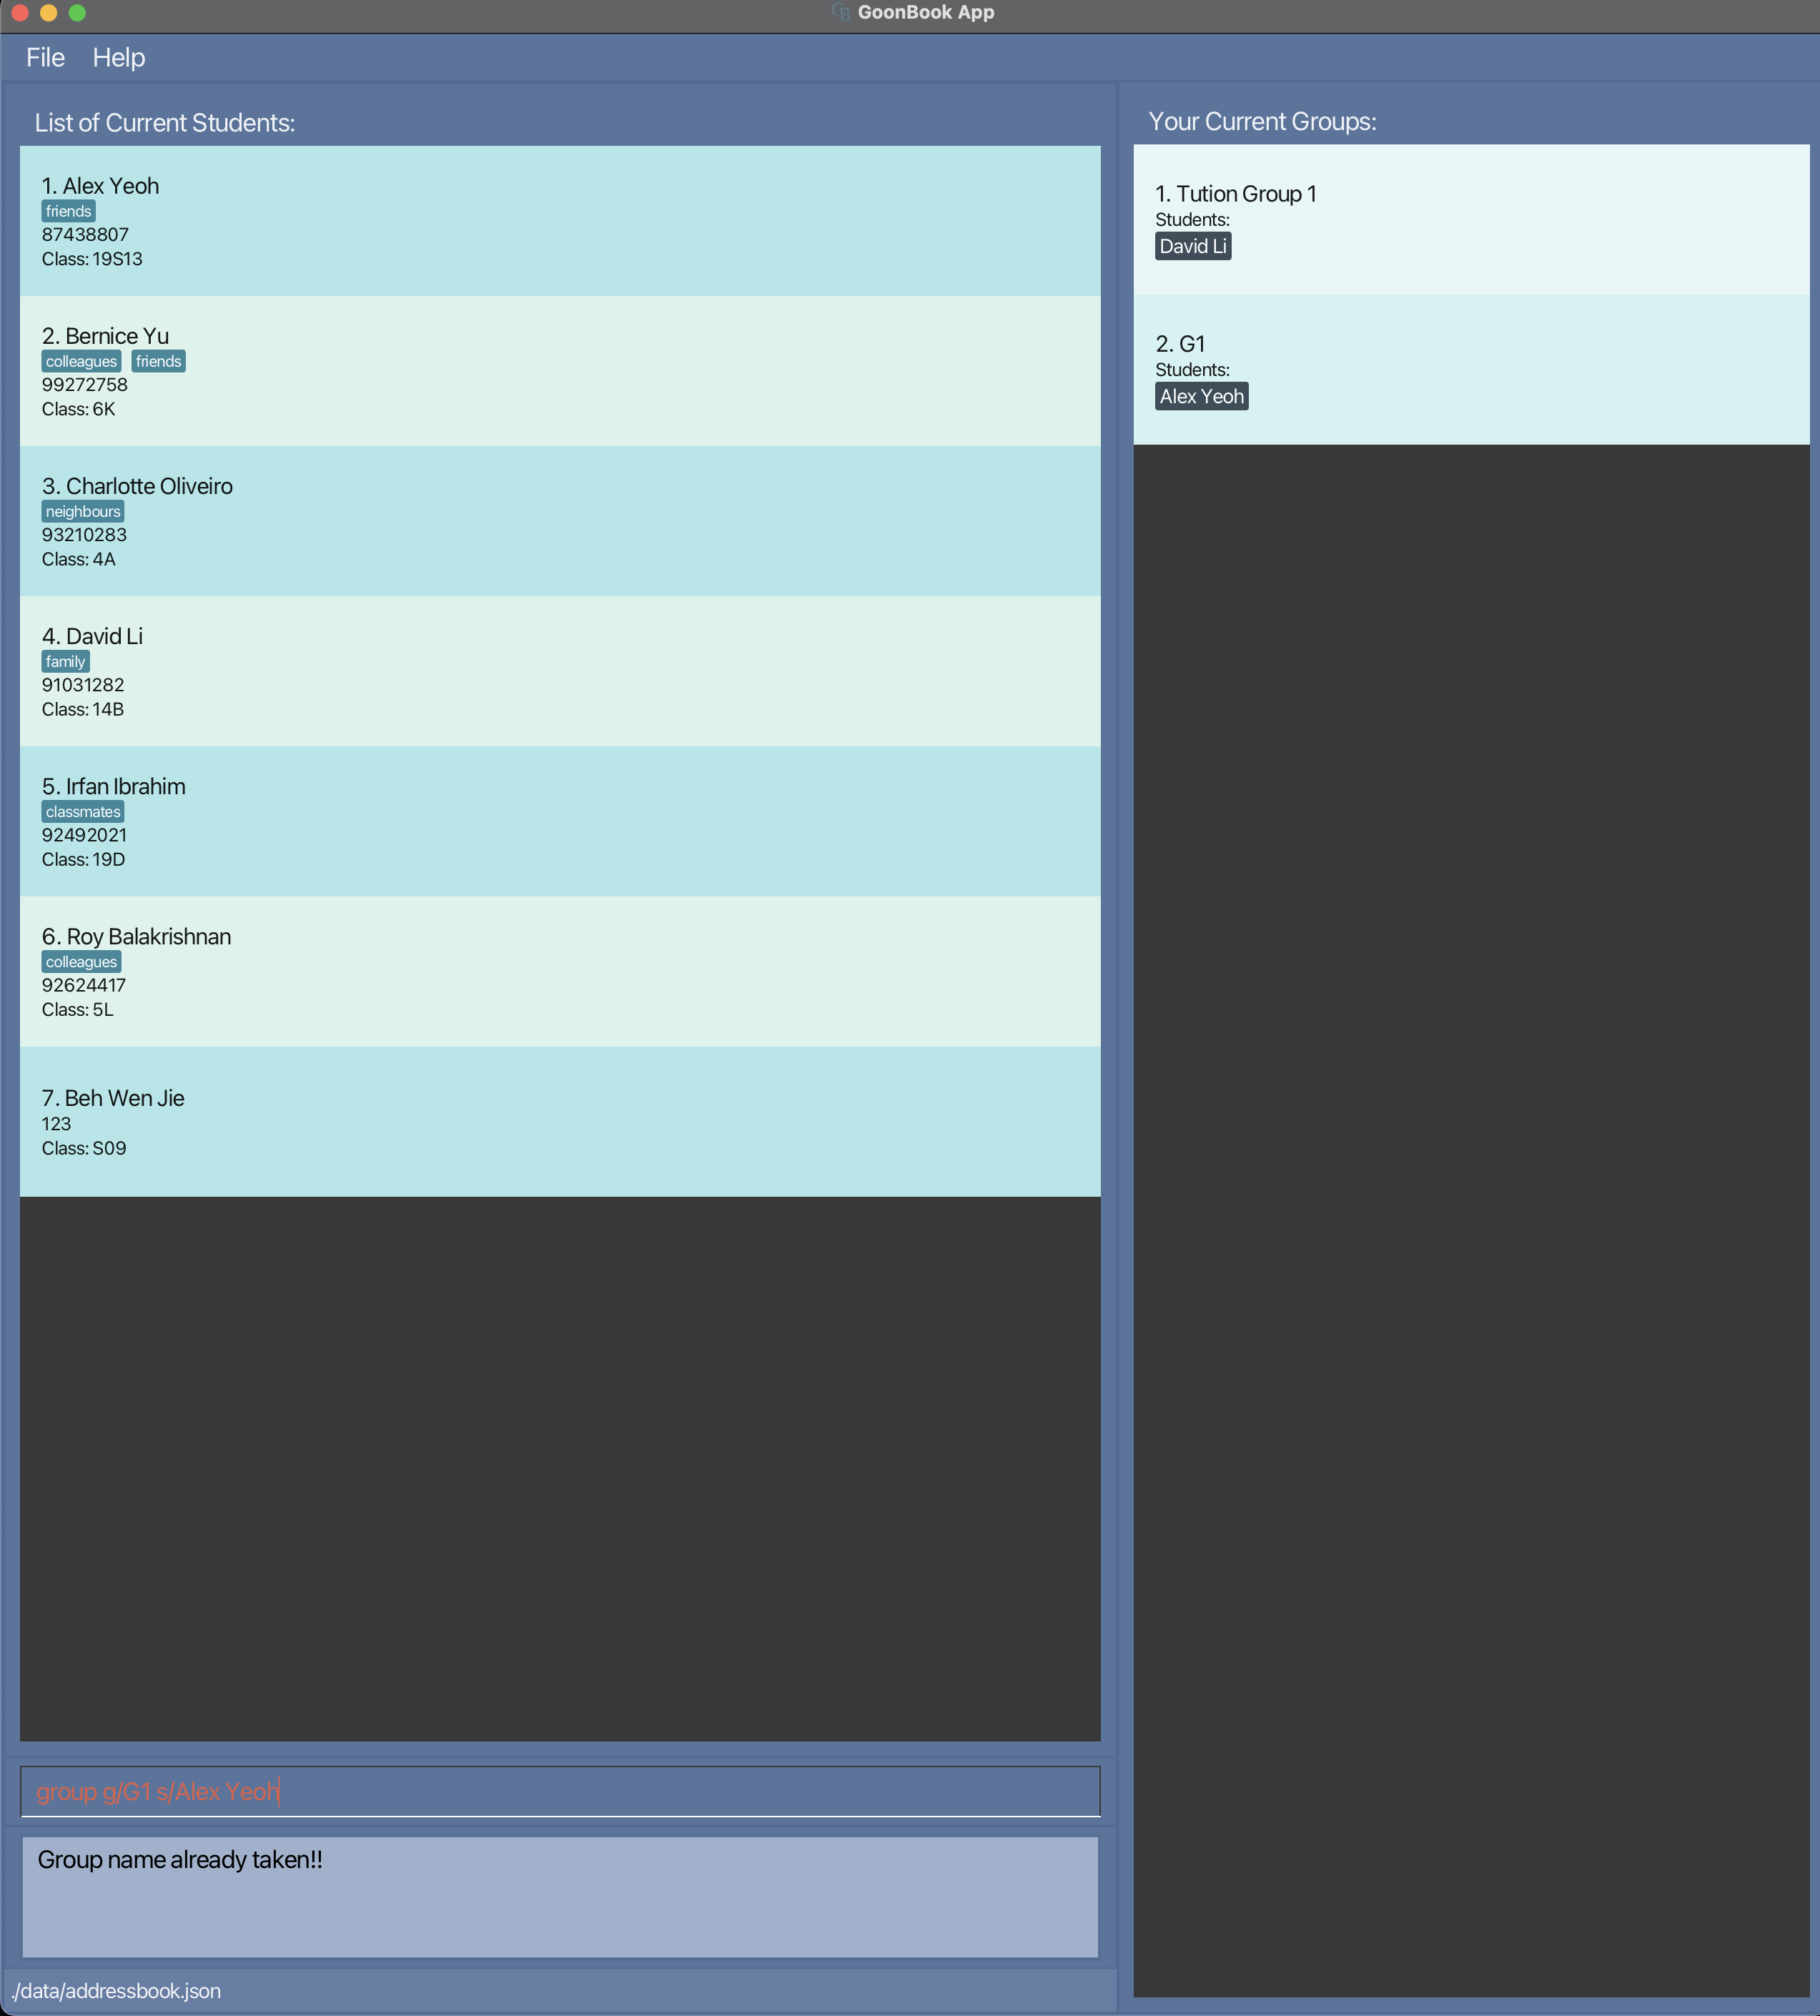 GoonBook App
File Help
List of Current Students:
1. Alex Yeoh
friends
87438807
Class: 19S13
2. Bernice Yu
colleagues friends
99272758
Class: 6K
3. Charlotte Oliveiro
neighbours
93210283
Class: 4A
4. David Li
family
91031282
Class: 14B
5. Irfan Ibrahim
classmates
92492021
Class: 19D
6. Roy Balakrishnan
colleagues
92624417
Class: 5L
7. Beh Wen Jie
123
Class: S09
group g/G1 s/Alex Yeoh
Group name already taken!!
./data/addressbook.json
Your Current Groups:
1. Tution Group 1
Students:
David Li
2. G1
Students:
Alex Yeoh